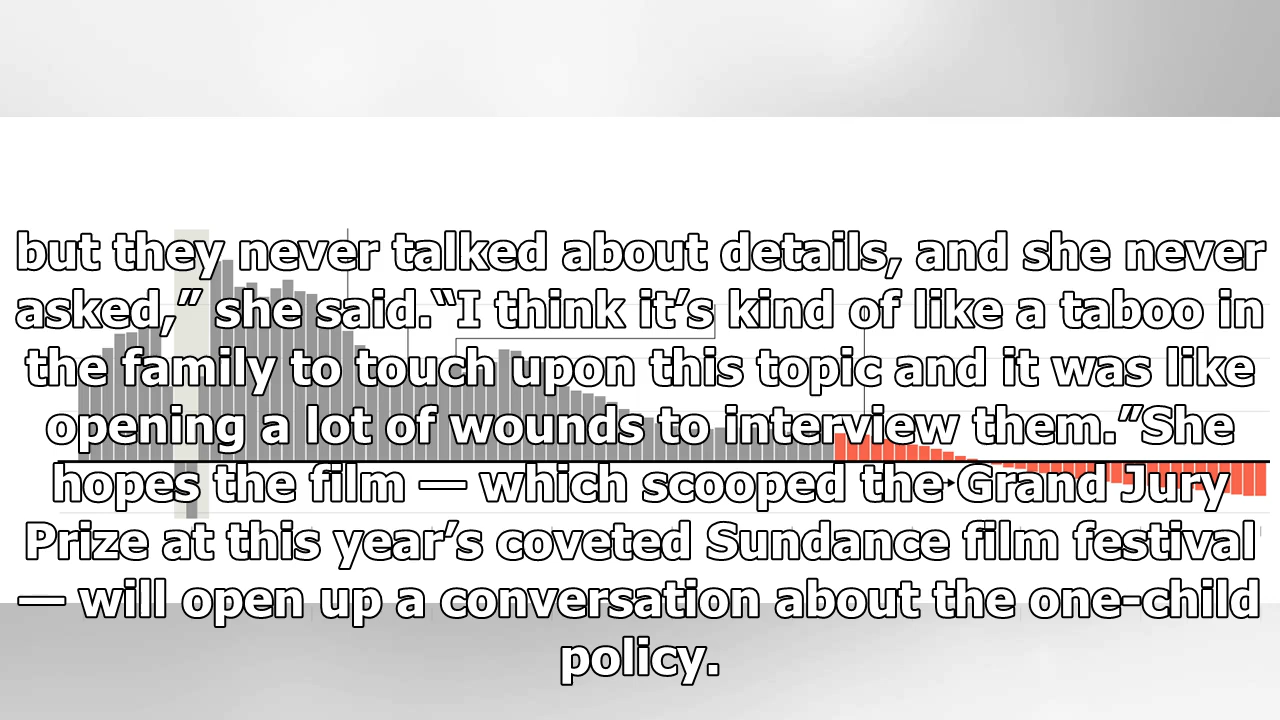 but they never talked about details, and she never
asked,” she said.“I think it’s kind of like a taboo in
the family to touch upon this topic and it was like
opening a lot of wounds to interview them.”She
hopes the film — which scooped the Grand Jury
Prize at this year’s coveted Sundance film festival
— will open up a conversation about the one-child
policy.